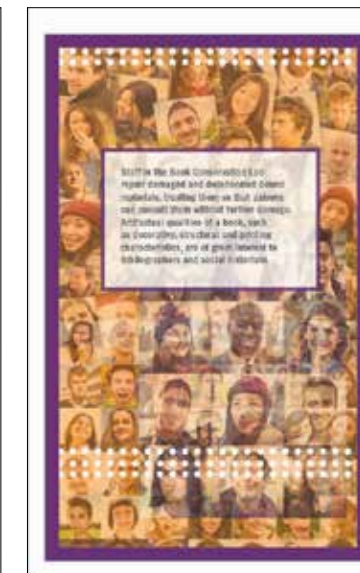 Staff in the Book Conservation Lab
repair damaged and deteriorated bound
materials, treating them so that patrons
can consult them without further damage.
Artifactual qualities of a book, such
as decorative, structural and printing
characteristics, are of great interest to
bibliographers and social historians.